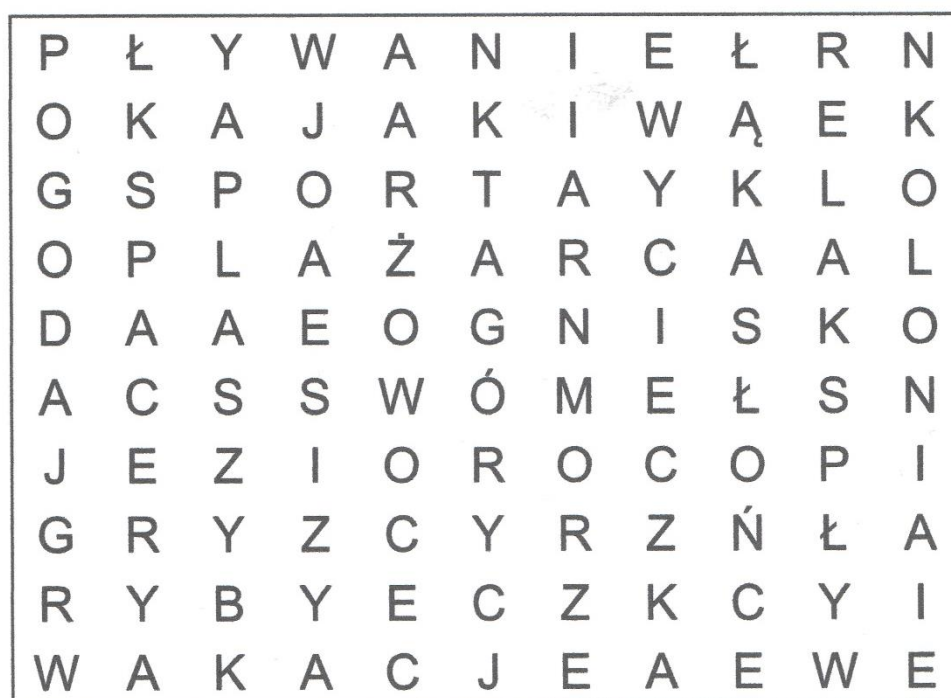 P Ł Y W A N I E Ł R N
O K A J A K I W Ą E K
G S P O R T A Y K L O
O P L A Ż A R C A A L
D A A E O G N I S K O
A C S S W Ó M E Ł S N
J E Z I O R O C O P I
G R Y Z C Y R Z Ń Ł A
R Y B Y E C Z K C Y I
W A K A C J E A E W E